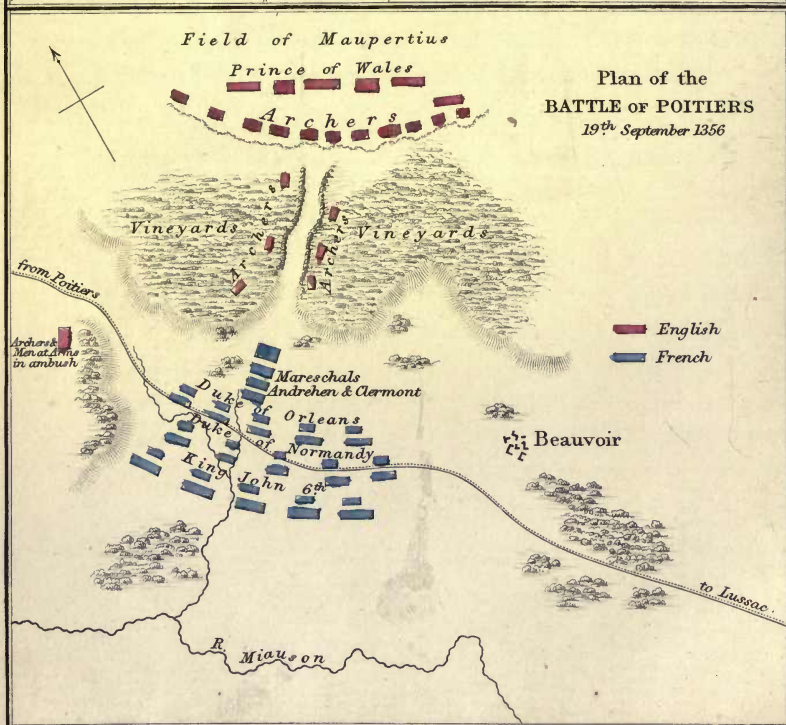 Field of Maupertius
Prince of Wales
Archers
Plan of the
BATTLE OF POITIERS
19th September 1356
Archers
Archers
Vineyards
Vineyards
from Poitiers
English
French
Archers &
Men at Arms
in ambush
Mareschals
Andrehen & Clermont
Duke of Orleans
Duke of Normandy
King John 6th
Beauvoir
to Lussac.
R. Miauson